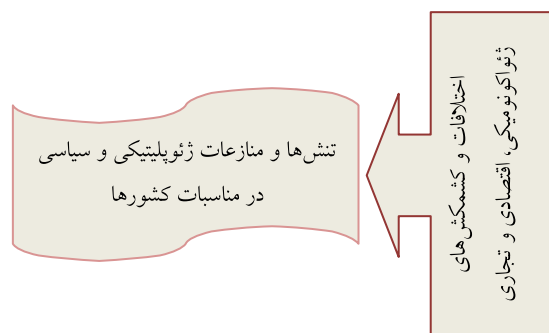 اختلافات و کشمکش‌های
ژئواکونومیکی، اقتصادی و تجاری
تنش‌ها و منازعات ژئوپلیتیکی و سیاسی
در مناسبات کشورها